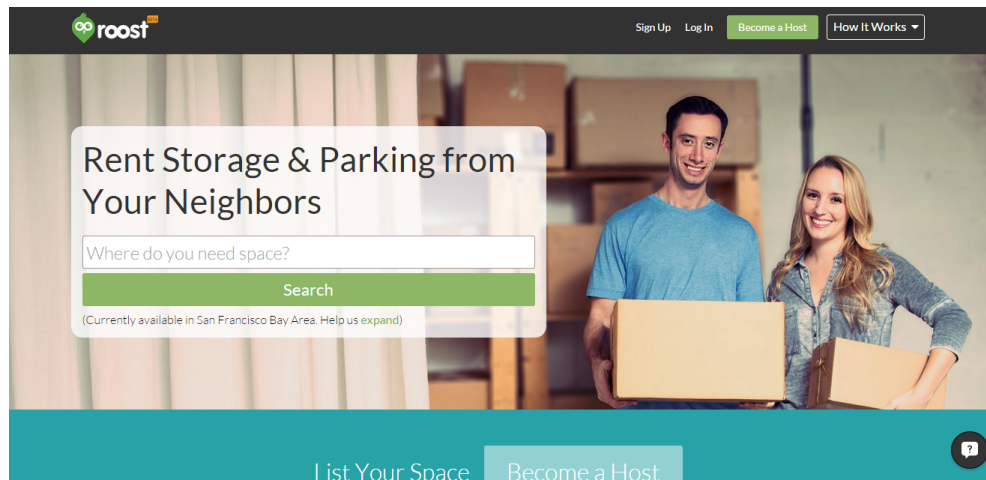 roost BETA
Sign Up Log In Become a Host How It Works
Rent Storage & Parking from
Your Neighbors
Where do you need space?
Search
(Currently available in San Francisco Bay Area. Help us expand)
List Your Space Become a Host
?